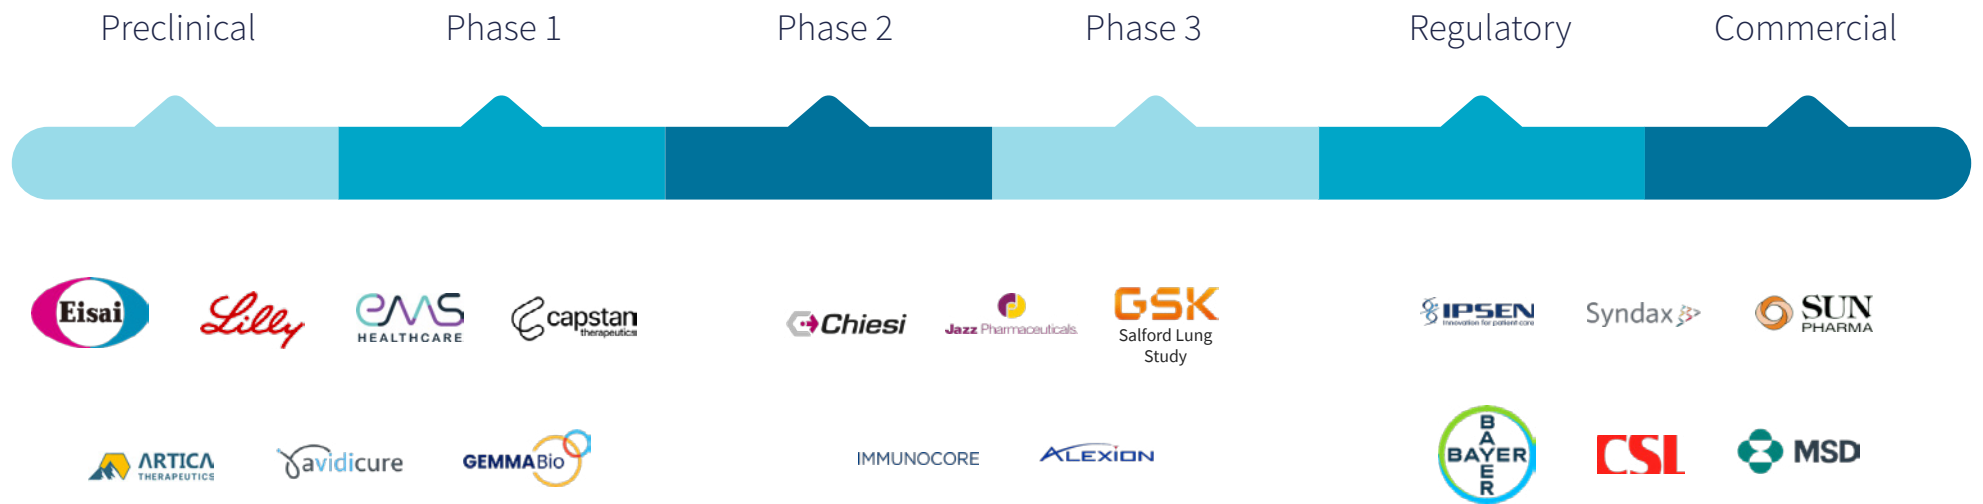 Preclinical Phase 1 Phase 2 Phase 3 Regulatory Commercial
Eisai
Lilly
ems
HEALTHCARE
capstan
therapeutics
Chiesi
Jazz Pharmaceuticals
GSK
Salford Lung
Study
IPSEN
Innovation for patient care
Syndax
SUN
PHARMA
ARTICA
THERAPEUTICS
avidicure
GEMMABio
IMMUNOCORE
ALEXION
BAYER
BAYER
CSL
MSD